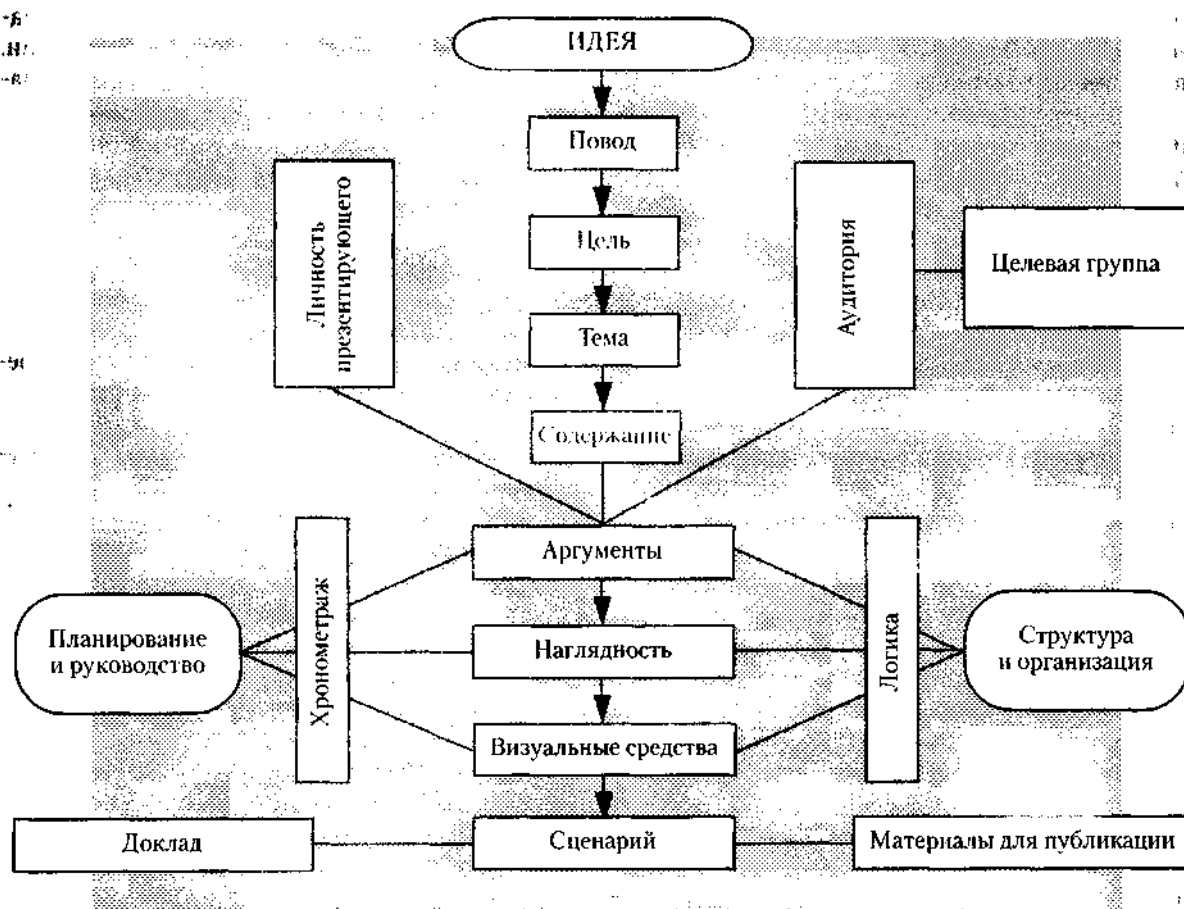 ИДЕЯ
Повод
Личность
презентирующего
Цель
Аудитория
Целевая группа
Тема
Содержание
Аргументы
Хронометраж
Логика
Планирование
и руководство
Наглядность
Структура
и организация
Визуальные средства
Доклад
Сценарий
Материалы для публикации